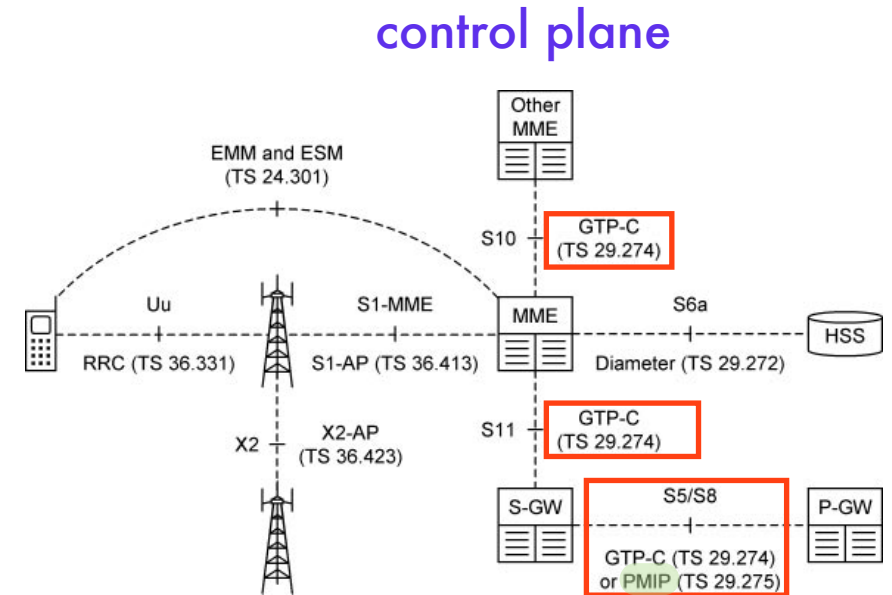 control plane
Other
MME
EMM and ESM
(TS 24.301)
S10
GTP-C
(TS 29.274)
Uu
S1-MME
MME
S6a
HSS
RRC (TS 36.331)
S1-AP (TS 36.413)
Diameter (TS 29.272)
X2
X2-AP
(TS 36.423)
S11
GTP-C
(TS 29.274)
S-GW
S5/S8
P-GW
GTP-C (TS 29.274)
or PMIP (TS 29.275)